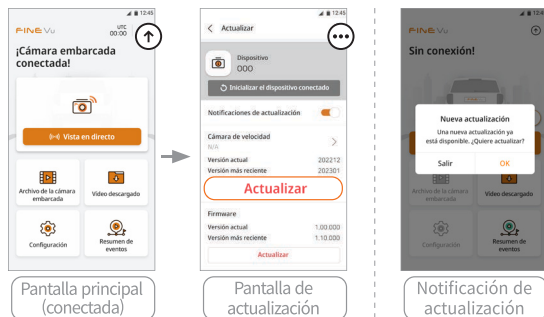 12:45
FINEVu
UTC
00:00
¡Cámara embarcada
conectada!
Vista en directo
Archivo de la cámara
embarcada
Vídeo descargado
Configuración
Resumen de
eventos
Pantalla principal
(conectada)
12:45
Actualizar
Dispositivo
000
Inicializar el dispositivo conectado
Notificaciones de actualización
Cámara de velocidad
N/A
Versión actual 202212
Versión más reciente 202301
Actualizar
Firmware
Versión actual 1.00.000
Versión más reciente 1.10.000
Actualizar
Pantalla de
actualización
12:45
FINEVu
Sin conexión!
Nueva actualización
Una nueva actualización ya
está disponible. ¿Quiere actualizar?
Salir OK
Archivo de la cámara
embarcada
Vídeo descargado
Configuración
Resumen de
eventos
Notificación de
actualización